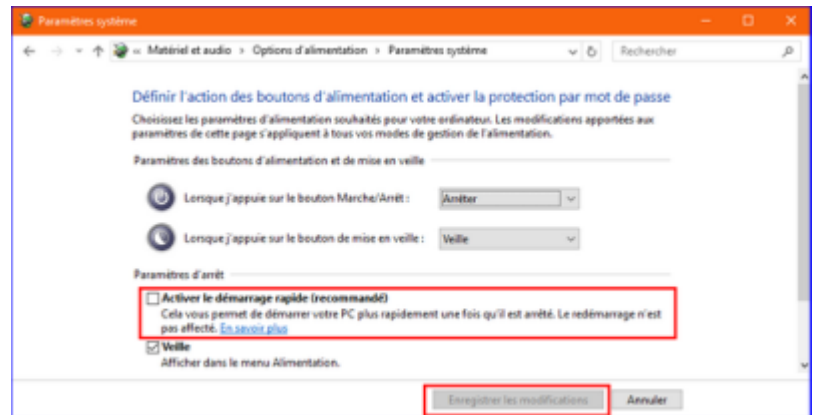 Paramètres système
« Matériel et audio > Options d'alimentation > Paramètres système
Rechercher
Définir l'action des boutons d'alimentation et activer la protection par mot de passe
Choisissez les paramètres d'alimentation souhaités pour votre ordinateur. Les modifications apportées aux
paramètres de cette page s'appliquent à tous vos modes de gestion de l'alimentation.
Paramètres des boutons d'alimentation et de mise en veille
Lorsque j'appuie sur le bouton Marche/Arrêt : Arrêter
Lorsque j'appuie sur le bouton de mise en veille : Veille
Paramètres d'arrêt
Activer le démarrage rapide (recommandé)
Cela vous permet de démarrer votre PC plus rapidement une fois qu'il est arrêté. Le redémarrage n'est
pas affecté. En savoir plus
Veille
Afficher dans le menu Alimentation.
Enregistrer les modifications Annuler